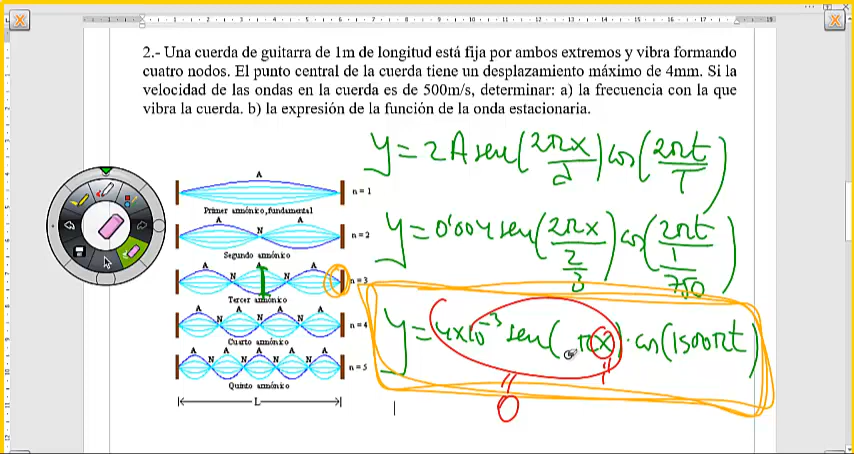 2.- Una cuerda de guitarra de 1m de longitud está fija por ambos extremos y vibra formando
cuatro nodos. El punto central de la cuerda tiene un desplazamiento máximo de 4mm. Si la
velocidad de las ondas en la cuerda es de 500m/s, determinar: a) la frecuencia con la que
vibra la cuerda. b) la expresión de la función de la onda estacionaria.
y = 2A sen(2πx/λ) cos(2πt/T)
y = 0'004 sen(2πx/(2/3)) cos(2πt/(1/750))
y = 4x10⁻³ sen( πx) · cos(1500πt)
0
A
n = 1
Primer armónico, fundamental
A N A
n = 2
Segundo armónico
A N A N A
n = 3
Tercer armónico
A N A N A N A
n = 4
Cuarto armónico
A N A N A N A N A
n = 5
Quinto armónico
L